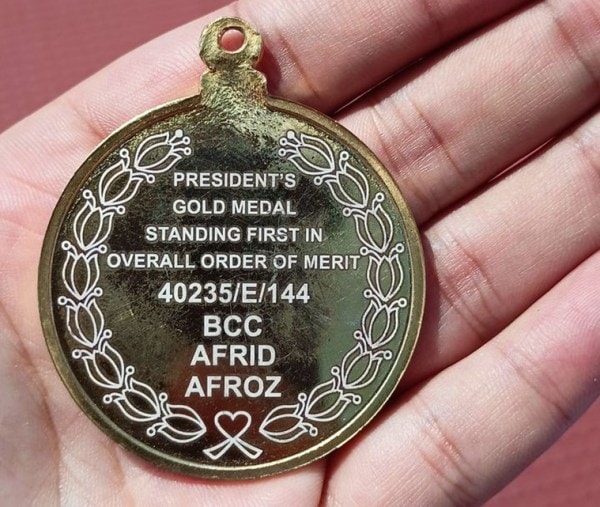 PRESIDENT'S
GOLD MEDAL
STANDING FIRST IN
OVERALL ORDER OF MERIT
40235/E/144
BCC
AFRID
AFROZ